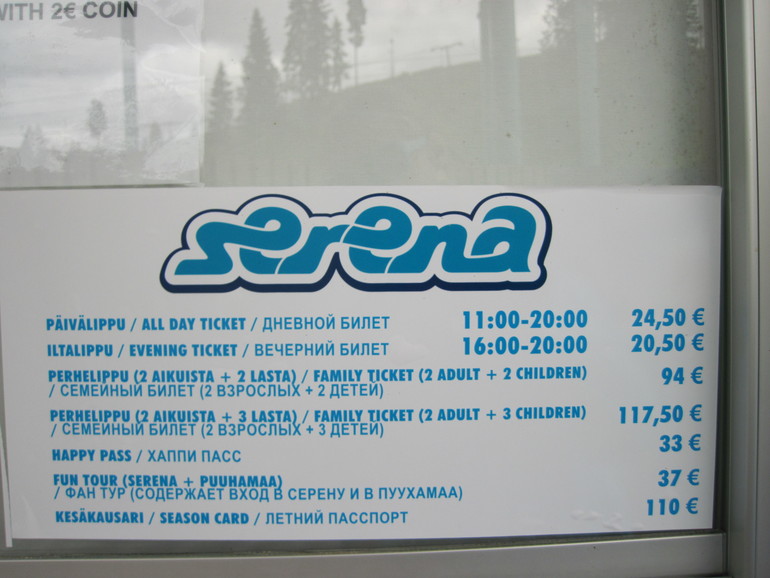 WITH 2€ COIN
serena
PÄIVÄLIPPU / ALL DAY TICKET / ДНЕВНОЙ БИЛЕТ 11:00-20:00 24,50 €
ILTALIPPU / EVENING TICKET / ВЕЧЕРНИЙ БИЛЕТ 16:00-20:00 20,50 €
PERHELIPPU (2 AIKUISTA + 2 LASTA) / FAMILY TICKET (2 ADULT + 2 CHILDREN) 94 €
/ СЕМЕЙНЫЙ БИЛЕТ (2 ВЗРОСЛЫХ + 2 ДЕТЕЙ)
PERHELIPPU (2 AIKUISTA + 3 LASTA) / FAMILY TICKET (2 ADULT + 3 CHILDREN) 117,50 €
/ СЕМЕЙНЫЙ БИЛЕТ (2 ВЗРОСЛЫХ + 3 ДЕТЕЙ)
HAPPY PASS / ХАППИ ПАСС 33 €
FUN TOUR (SERENA + PUUHAMAA) 37 €
/ ФАН ТУР (СОДЕРЖАЕТ ВХОД В СЕРЕНУ И В ПУУХАМАА)
KESÄKAUSARI / SEASON CARD / ЛЕТНИЙ ПАССПОРТ 110 €